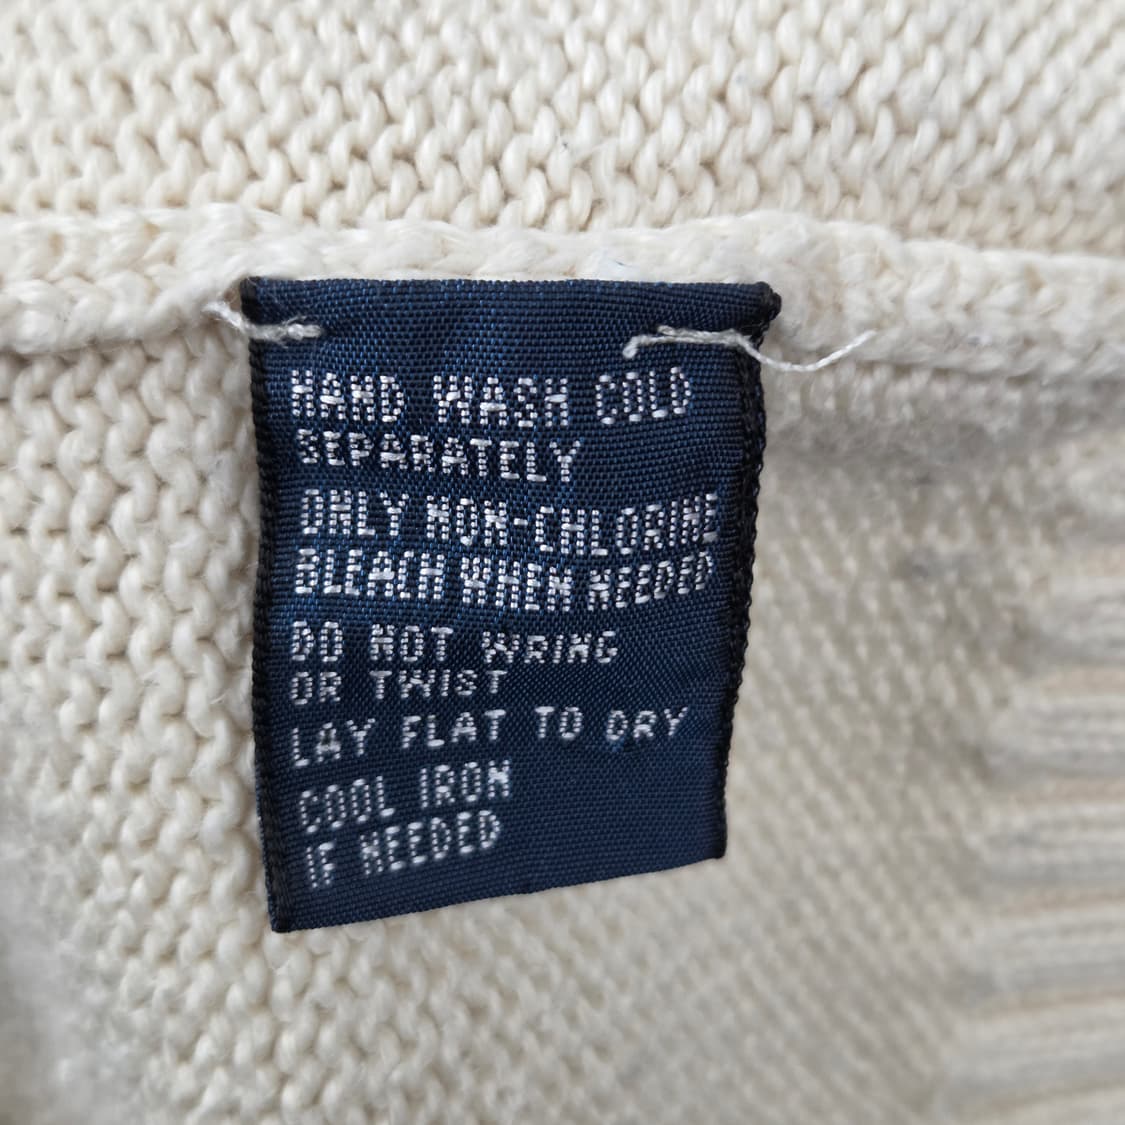 HAND WASH COLD
SEPARATELY
ONLY NON-CHLORINE
BLEACH WHEN NEEDED
DO NOT WRING
OR TWIST
LAY FLAT TO DRY
COOL IRON
IF NEEDED